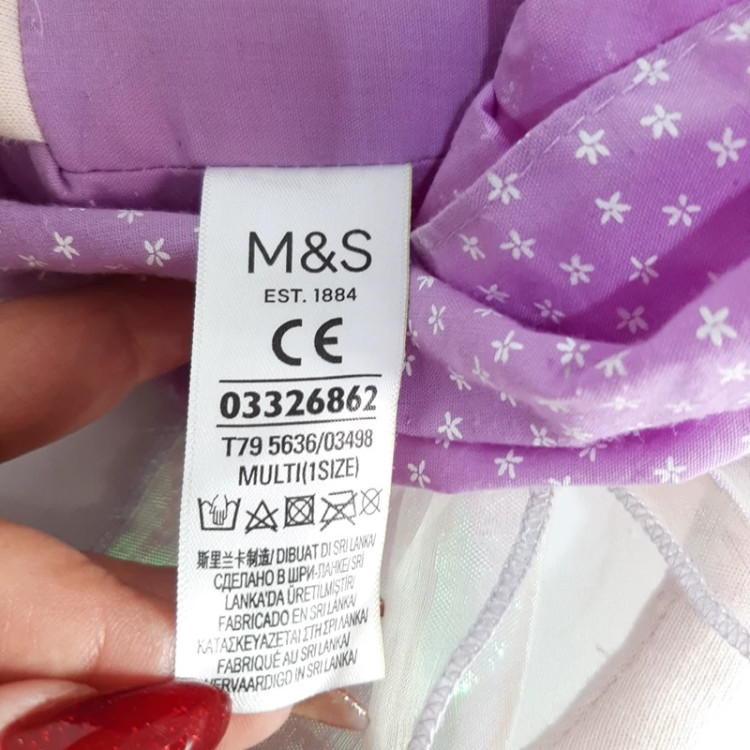 M&S
EST. 1884
CE
03326862
T79 5636/03498
MULTI(1SIZE)
斯里兰卡制造/ DIBUAT DI SRI LANKA/
СДЕЛАНО В ШРИ-ЛАНКЕ/ SRI
LANKA'DA ÜRETILMIŞTIR/
FABRICADO EN SRI LANKA/
ΚΑΤΑΣΚΕΥΑΖΕΤΑΙ ΣΤΗ ΣΡΙ ΛΑΝΚΑ/
FABRIQUÉ AU SRI LANKA/
VERVAARDIGD IN SRI LANKA/